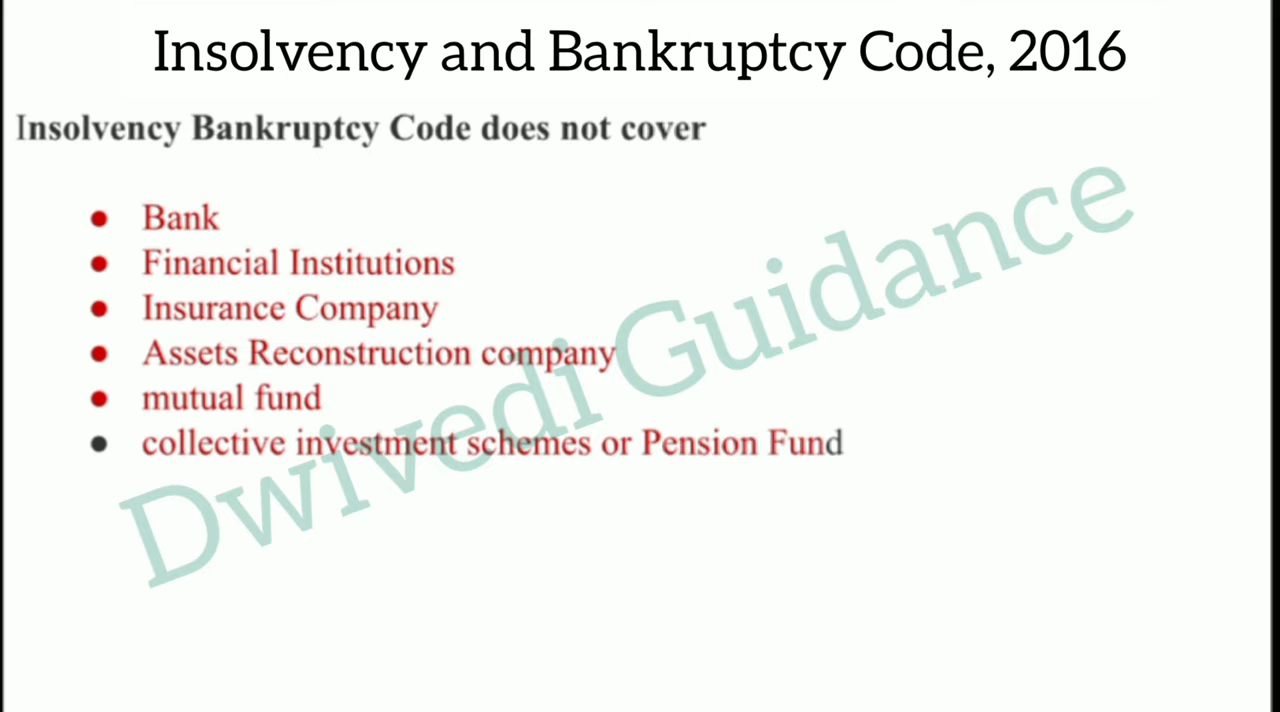 Insolvency and Bankruptcy Code, 2016
Insolvency Bankruptcy Code does not cover
● Bank
● Financial Institutions
● Insurance Company
● Assets Reconstruction company
● mutual fund
● collective investment schemes or Pension Fund
Dwivedi Guidance